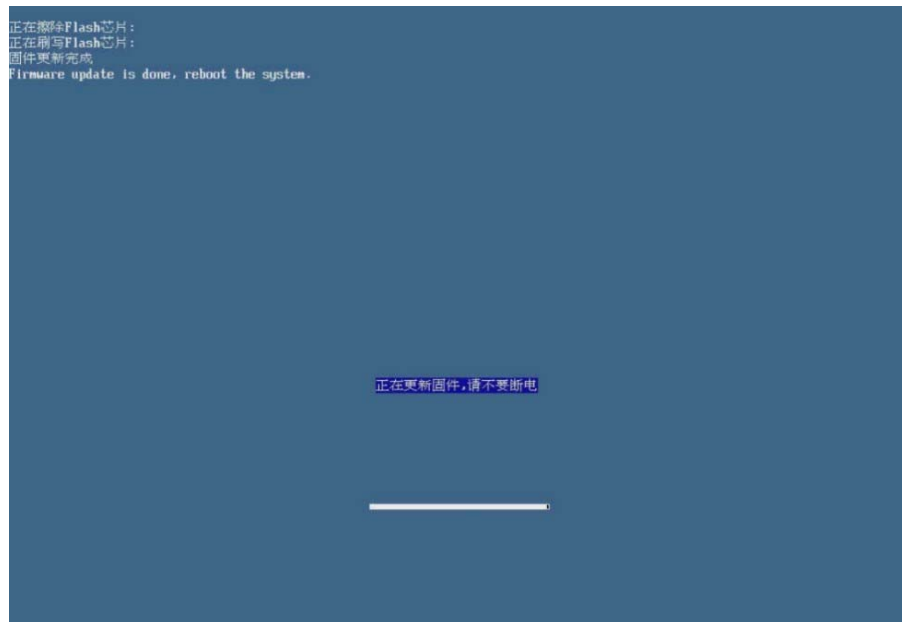 正在擦除Flash芯片:
正在刷写Flash芯片:
固件更新完成
Firmware update is done, reboot the system.
正在更新固件,请不要断电